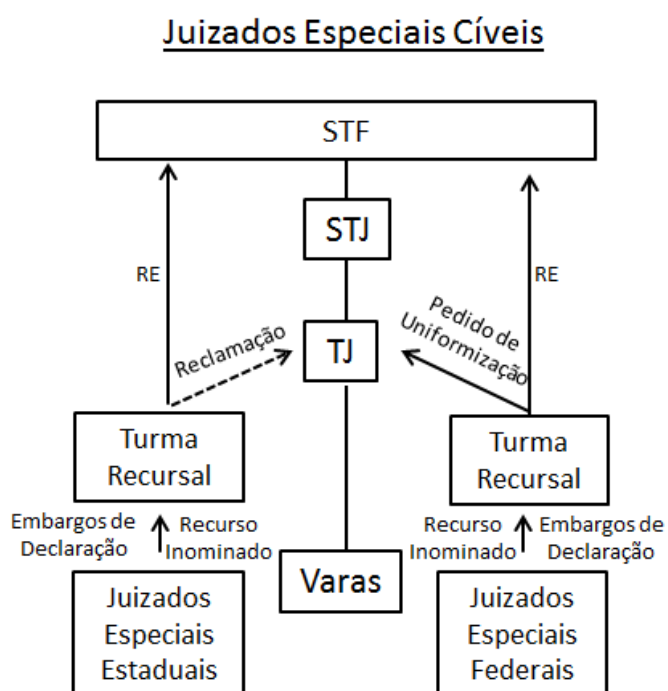 Juizados Especiais Cíveis
STF
STJ
RE
RE
Reclamação
TJ
Pedido de
Uniformização
Turma
Recursal
Turma
Recursal
Embargos de
Declaração
Recurso
Inominado
Recurso
Inominado
Embargos de
Declaração
Juizados
Especiais
Estaduais
Varas
Juizados
Especiais
Federais